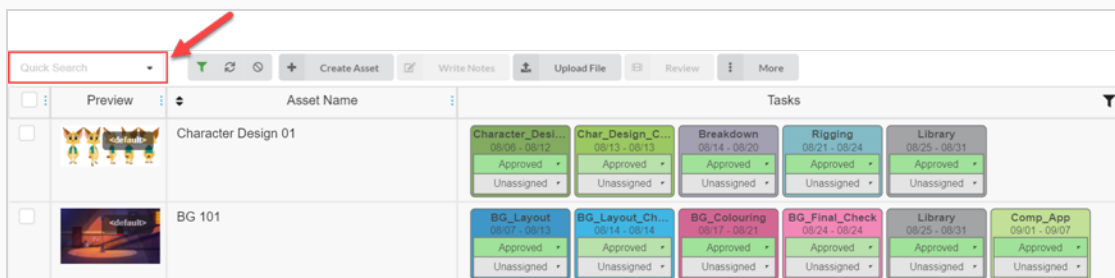 Quick Search
Create Asset Write Notes Upload File Review More
Preview Asset Name Tasks
<default> Character Design 01 Character_Desi... Char_Design_C... Breakdown Rigging Library
08/06 - 08/12 08/13 - 08/13 08/14 - 08/20 08/21 - 08/24 08/25 - 08/31
Approved Approved Approved Approved Approved
Unassigned Unassigned Unassigned Unassigned Unassigned
<default> BG 101 BG_Layout BG_Layout_Ch... BG_Colouring BG_Final_Check Library Comp_App
08/07 - 08/13 08/14 - 08/14 08/17 - 08/21 08/24 - 08/24 08/25 - 08/31 09/01 - 09/07
Approved Approved Approved Approved Approved Approved
Unassigned Unassigned Unassigned Unassigned Unassigned Unassigned